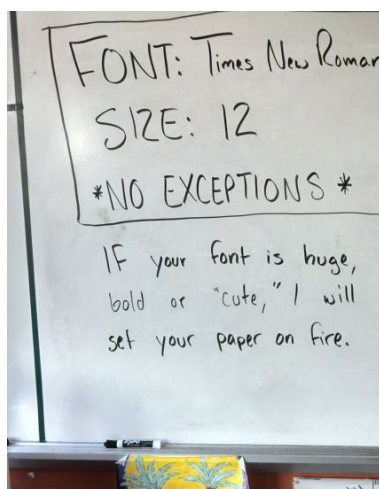 FONT: Times New Roman
SIZE: 12
*NO EXCEPTIONS*
IF your font is huge,
bold or "cute," I will
set your paper on fire.